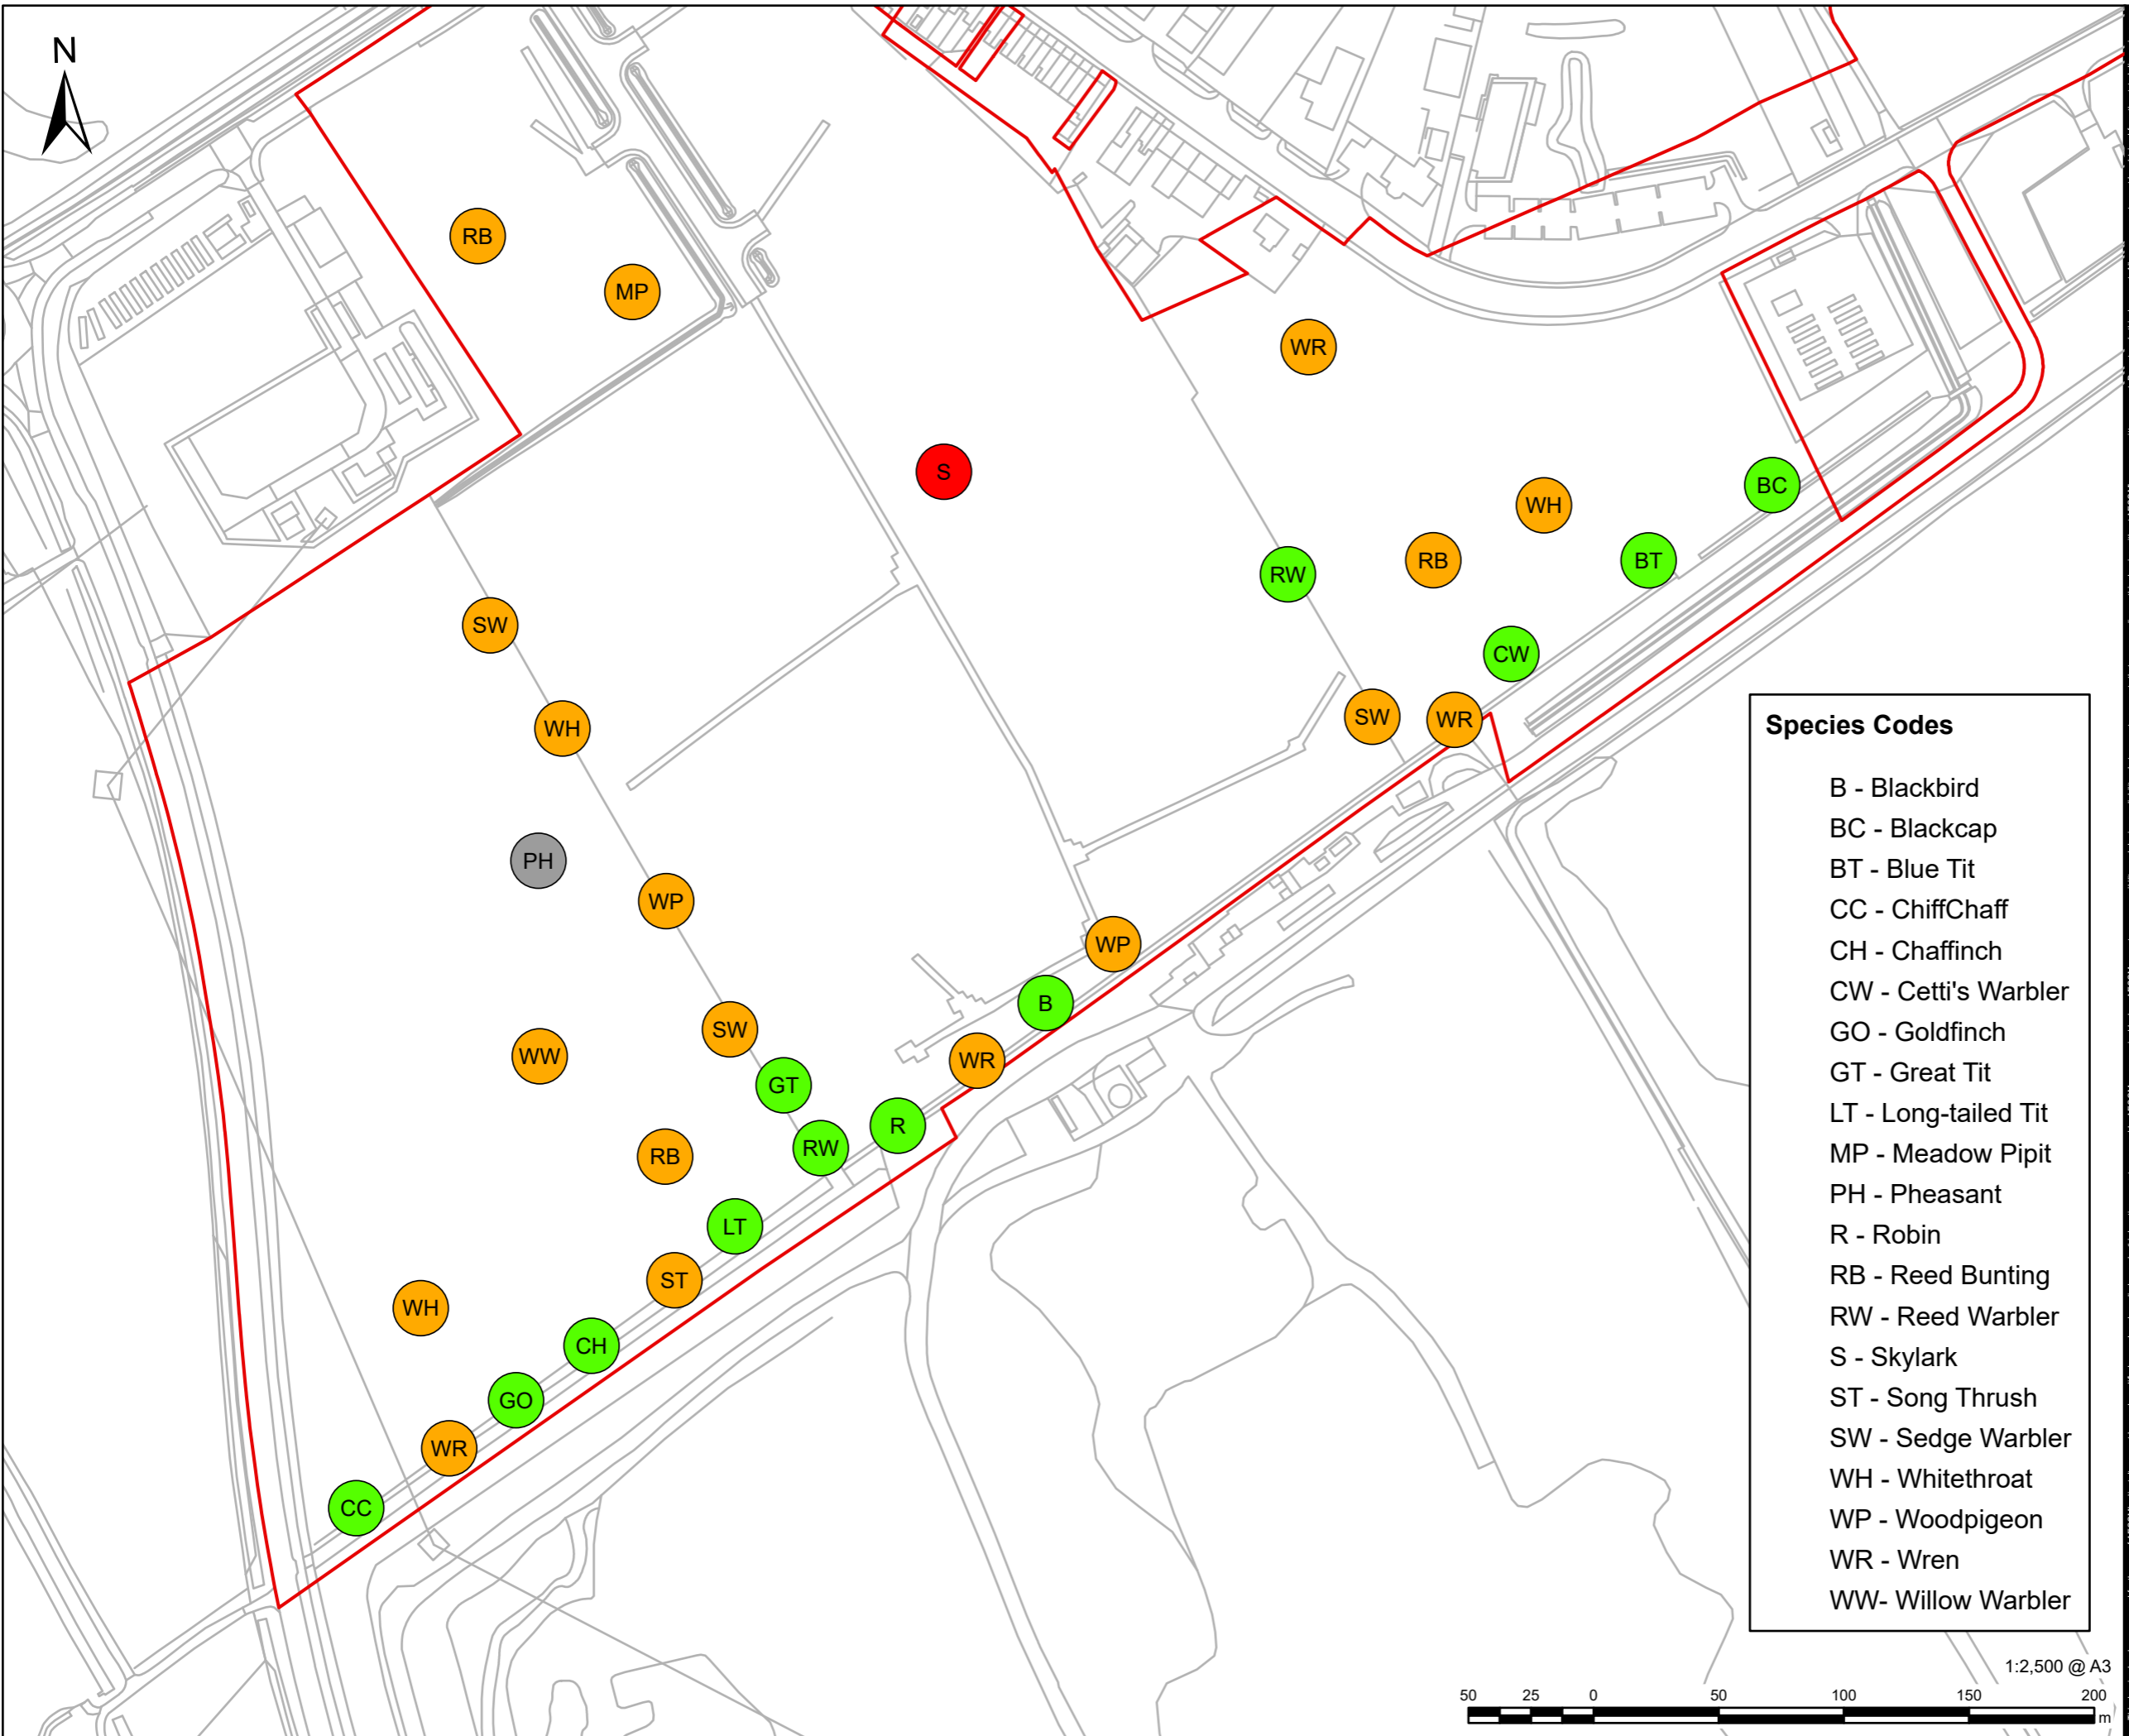 N
RB
MP
WR
S
BC
WH
RB
BT
RW
SW
CW
SW
WR
WH
PH
WP
WP
B
SW
WW
WR
GT
R
RW
RB
LT
ST
WH
CH
GO
WR
CC
Species Codes
B - Blackbird
BC - Blackcap
BT - Blue Tit
CC - ChiffChaff
CH - Chaffinch
CW - Cetti's Warbler
GO - Goldfinch
GT - Great Tit
LT - Long-tailed Tit
MP - Meadow Pipit
PH - Pheasant
R - Robin
RB - Reed Bunting
RW - Reed Warbler
S - Skylark
ST - Song Thrush
SW - Sedge Warbler
WH - Whitethroat
WP - Woodpigeon
WR - Wren
WW- Willow Warbler
1:2,500 @ A3
50 25 0 50 100 150 200
m